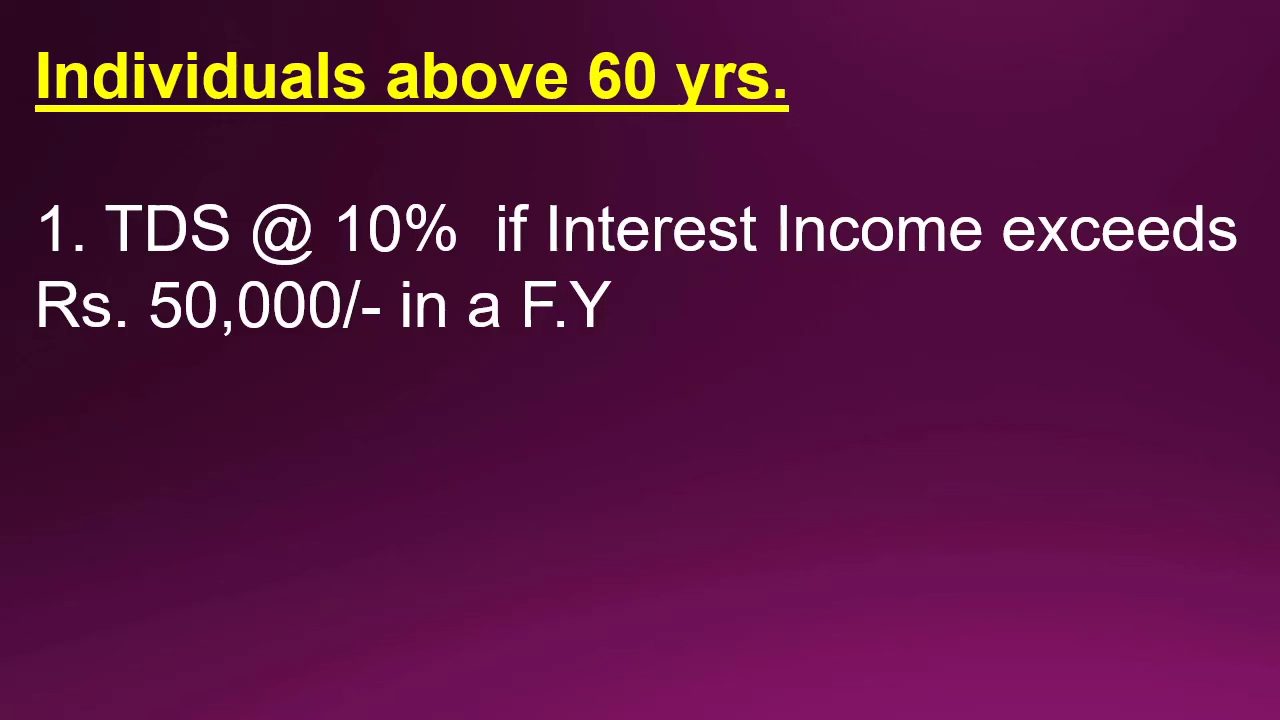 Individuals above 60 yrs.
1. TDS @ 10%  if Interest Income exceeds
Rs. 50,000/- in a F.Y